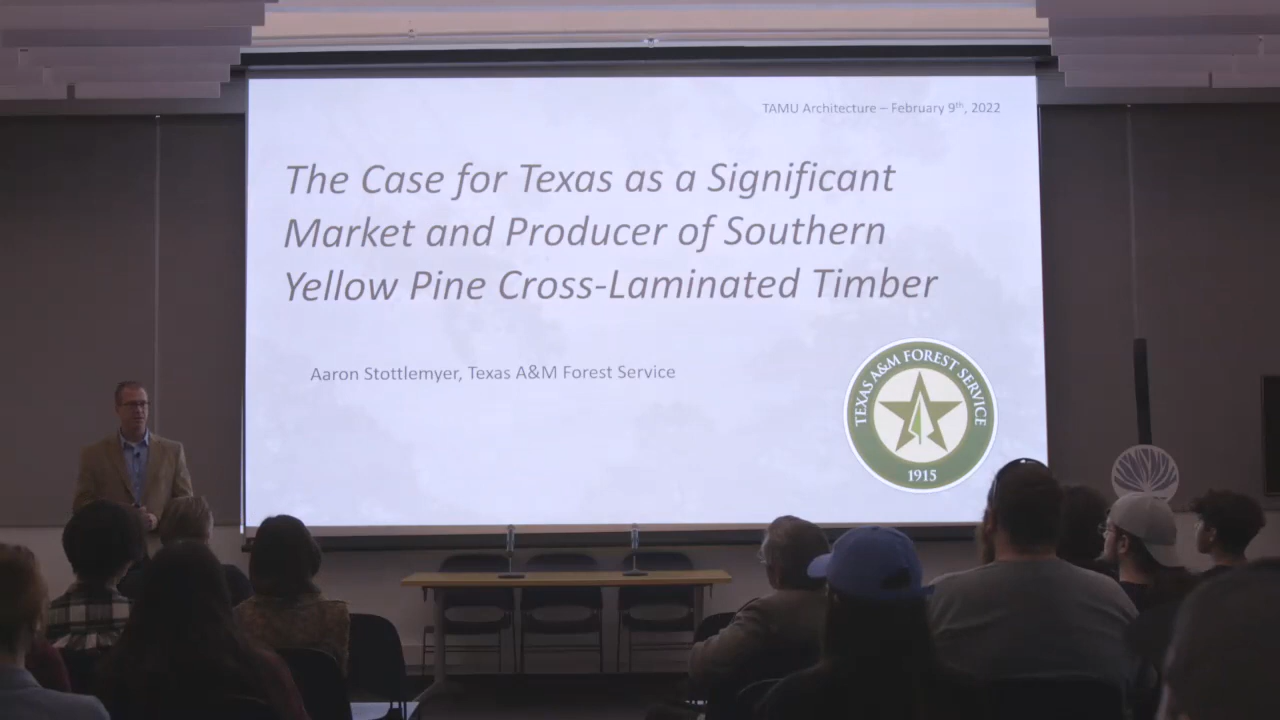 TAMU Architecture – February 9th, 2022
The Case for Texas as a Significant
Market and Producer of Southern
Yellow Pine Cross-Laminated Timber
Aaron Stottlemyer, Texas A&M Forest Service
TEXAS A&M FOREST SERVICE
1915